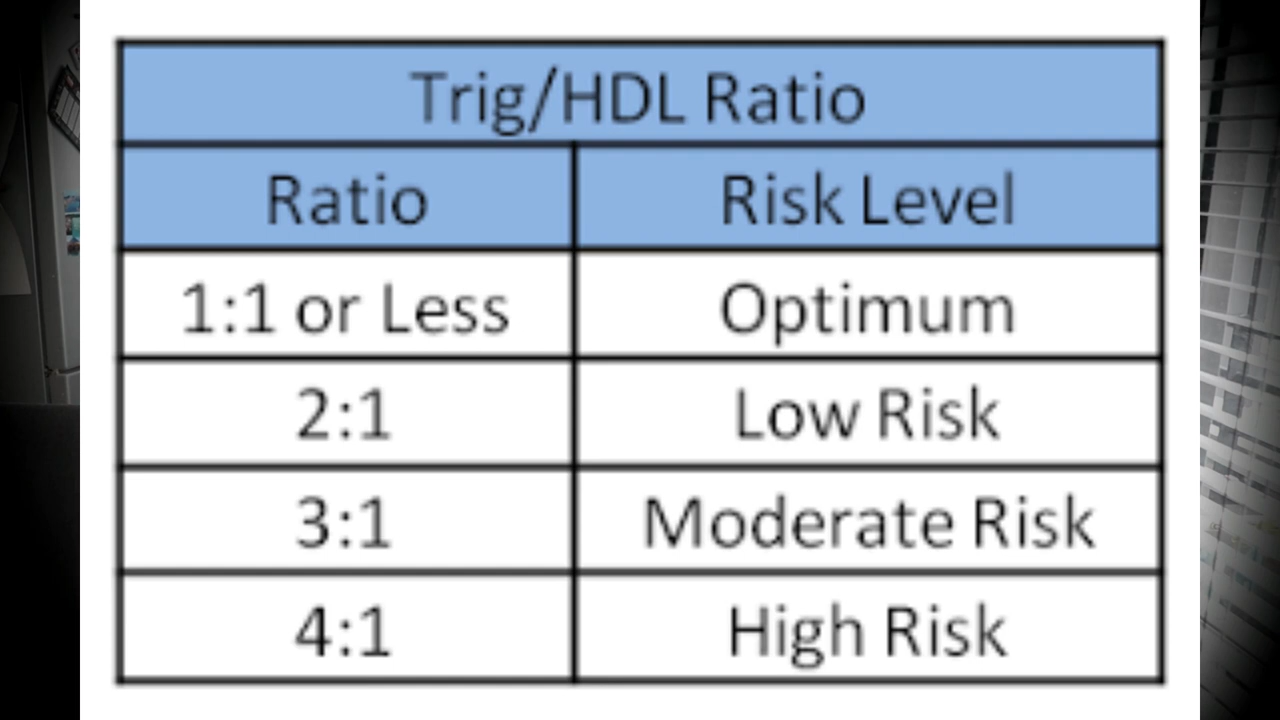 Trig/HDL Ratio
Ratio Risk Level
1:1 or Less Optimum
2:1 Low Risk
3:1 Moderate Risk
4:1 High Risk